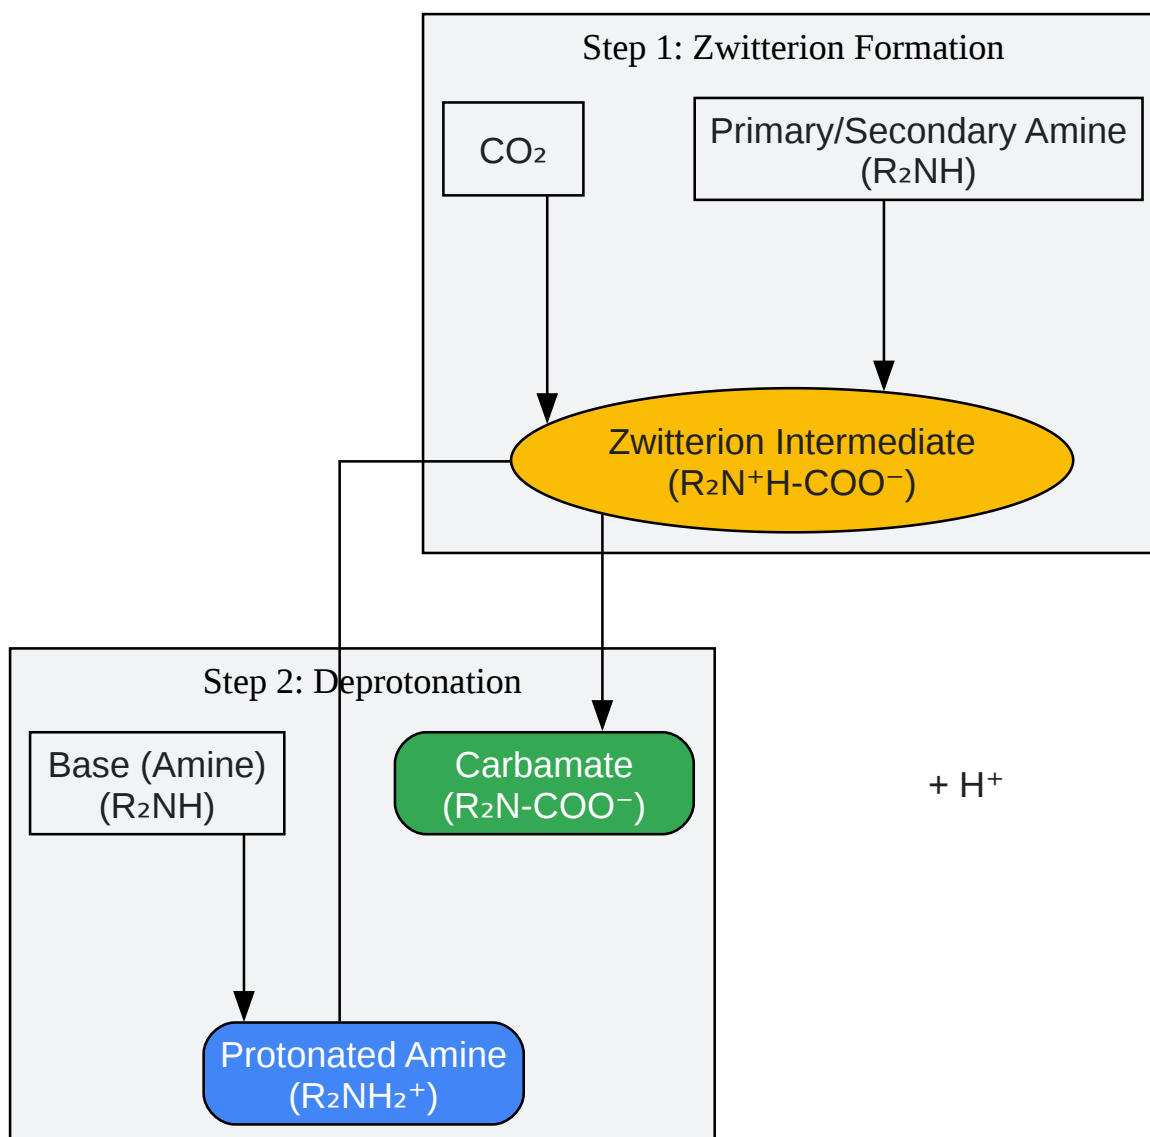 Step 1: Zwitterion Formation
CO₂
Primary/Secondary Amine
(R₂NH)
Zwitterion Intermediate
(R₂N⁺H-COO⁻)
Step 2: Deprotonation
Base (Amine)
(R₂NH)
Carbamate
(R₂N-COO⁻)
+ H⁺
Protonated Amine
(R₂NH₂⁺)